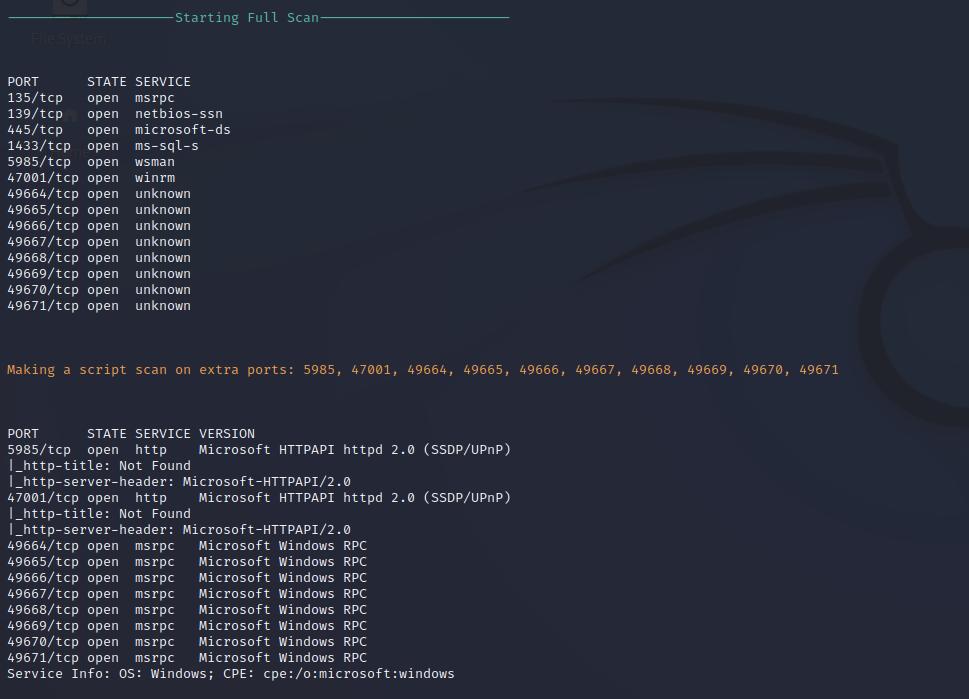 ---------------------Starting Full Scan------------------------
File System
PORT      STATE SERVICE
135/tcp   open  msrpc
139/tcp   open  netbios-ssn
445/tcp   open  microsoft-ds
1433/tcp  open  ms-sql-s
5985/tcp  open  wsman
47001/tcp open  winrm
49664/tcp open  unknown
49665/tcp open  unknown
49666/tcp open  unknown
49667/tcp open  unknown
49668/tcp open  unknown
49669/tcp open  unknown
49670/tcp open  unknown
49671/tcp open  unknown
Making a script scan on extra ports: 5985, 47001, 49664, 49665, 49666, 49667, 49668, 49669, 49670, 49671
PORT      STATE SERVICE VERSION
5985/tcp  open  http    Microsoft HTTPAPI httpd 2.0 (SSDP/UPnP)
|_http-title: Not Found
|_http-server-header: Microsoft-HTTPAPI/2.0
47001/tcp open  http    Microsoft HTTPAPI httpd 2.0 (SSDP/UPnP)
|_http-title: Not Found
|_http-server-header: Microsoft-HTTPAPI/2.0
49664/tcp open  msrpc   Microsoft Windows RPC
49665/tcp open  msrpc   Microsoft Windows RPC
49666/tcp open  msrpc   Microsoft Windows RPC
49667/tcp open  msrpc   Microsoft Windows RPC
49668/tcp open  msrpc   Microsoft Windows RPC
49669/tcp open  msrpc   Microsoft Windows RPC
49670/tcp open  msrpc   Microsoft Windows RPC
49671/tcp open  msrpc   Microsoft Windows RPC
Service Info: OS: Windows; CPE: cpe:/o:microsoft:windows